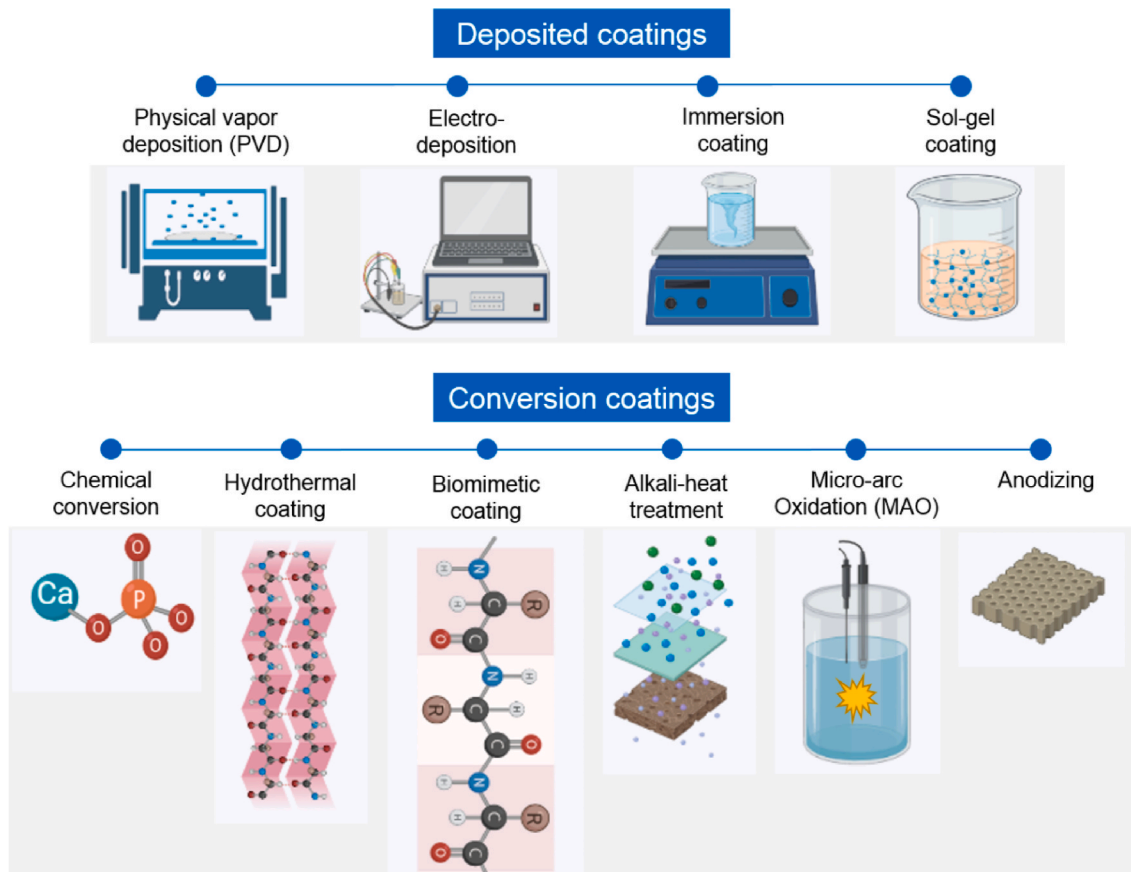 Deposited coatings
Physical vapor
deposition (PVD)
Electro-
deposition
Immersion
coating
Sol-gel
coating
Conversion coatings
Chemical
conversion
Hydrothermal
coating
Biomimetic
coating
Alkali-heat
treatment
Micro-arc
Oxidation (MAO)
Anodizing
Ca
O
P
O
O
O
H
N
H
C
R
O
C
N
H
R
C
H
C
O
H
N
H
C
R
O
C